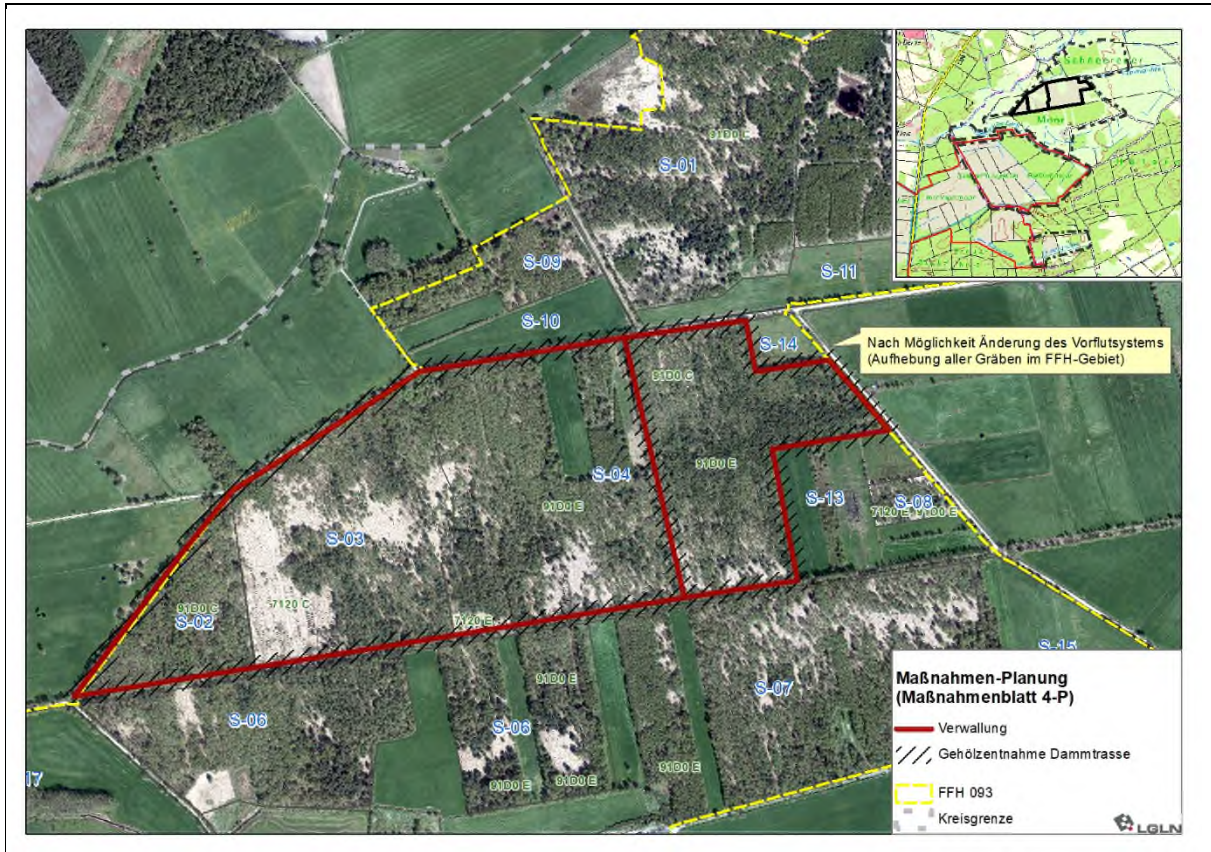 91D0 C
S-01
S-09
S-11
S-10
S-14
Nach Möglichkeit Änderung des Vorflutsystems
(Aufhebung aller Gräben im FFH-Gebiet)
91D0 C
91D0 E
S-04
91D0 E
S-13
S-08
7120 E
91D0 E
S-03
91D0 C
7120 C
S-02
7120 E
91D0 E
S-07
S-06
S-06
91D0 E
91D0 E
91D0 E
S-15
17
Moor
Maßnahmen-Planung
(Maßnahmenblatt 4-P)
Verwallung
Gehölzentnahme Dammtrasse
FFH 093
Kreisgrenze
LGLN